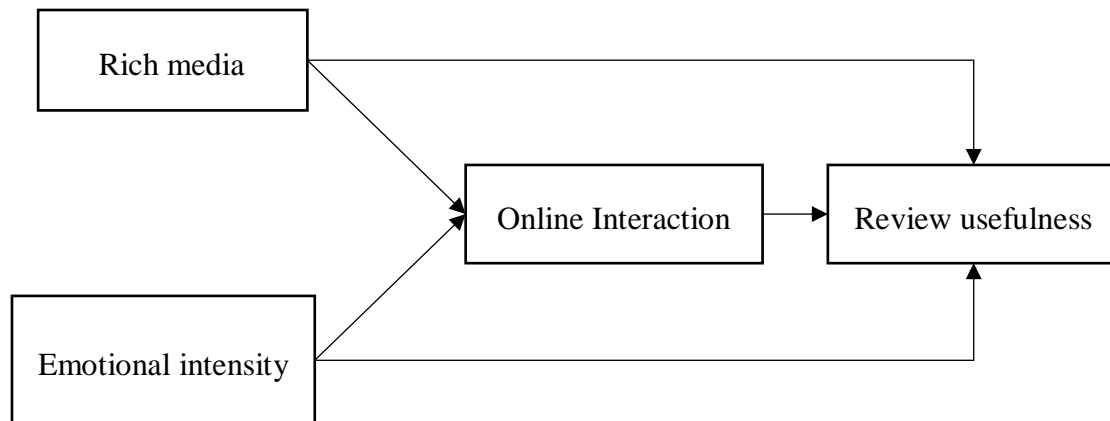 Rich media
Online Interaction
Review usefulness
Emotional intensity